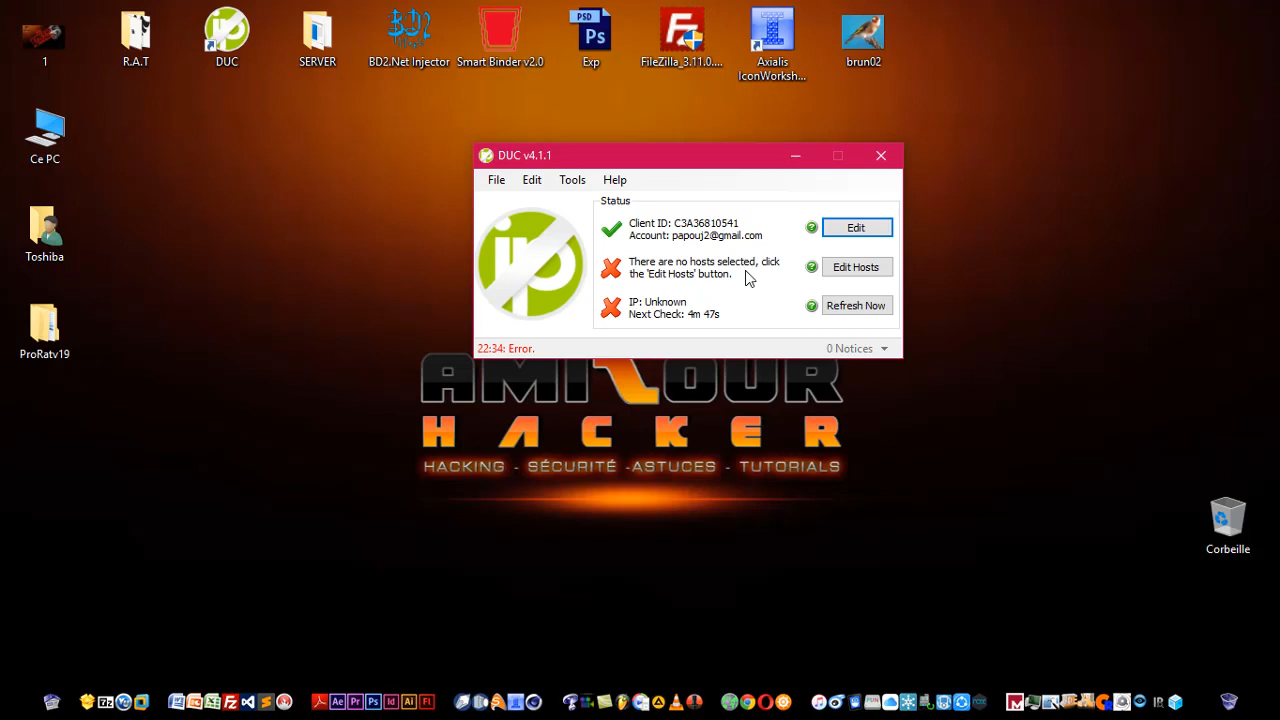 1
R.A.T
DUC
SERVER
BD2.Net Injector
Smart Binder v2.0
PSD
Ps
Exp
FileZilla_3.11.0....
Axialis
IconWorksh...
brun02
Ce PC
Toshiba
ProRatv19
DUC v4.1.1
File Edit Tools Help
Status
Client ID: C3A36810541
Account: papouj2@gmail.com
Edit
There are no hosts selected, click
the 'Edit Hosts' button.
Edit Hosts
IP: Unknown
Next Check: 4m 47s
Refresh Now
22:34: Error.
0 Notices
AMIZOUR
HACKER
HACKING - SÉCURITÉ -ASTUCES - TUTORIALS
Corbeille